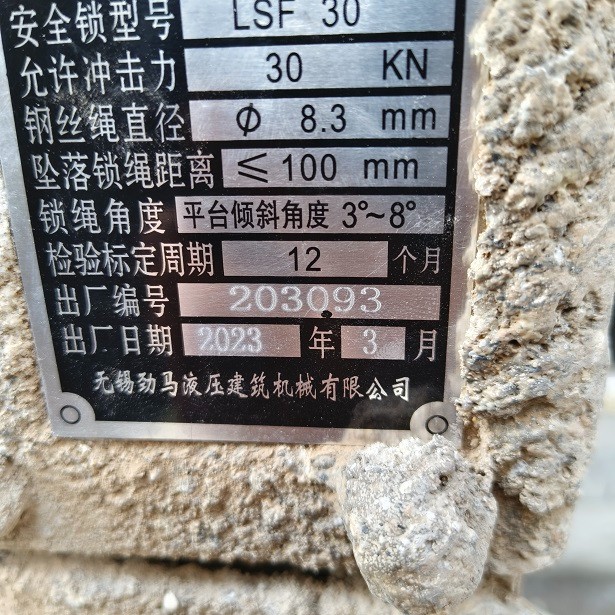 安全锁型号 LSF 30
允许冲击力 30 KN
钢丝绳直径 Φ 8.3 mm
坠落锁绳距离 ≤100 mm
锁绳角度 平台倾斜角度 3°~8°
检验标定周期 12 个月
出厂编号 203093
出厂日期 2023 年 3 月
无锡劲马液压建筑机械有限公司